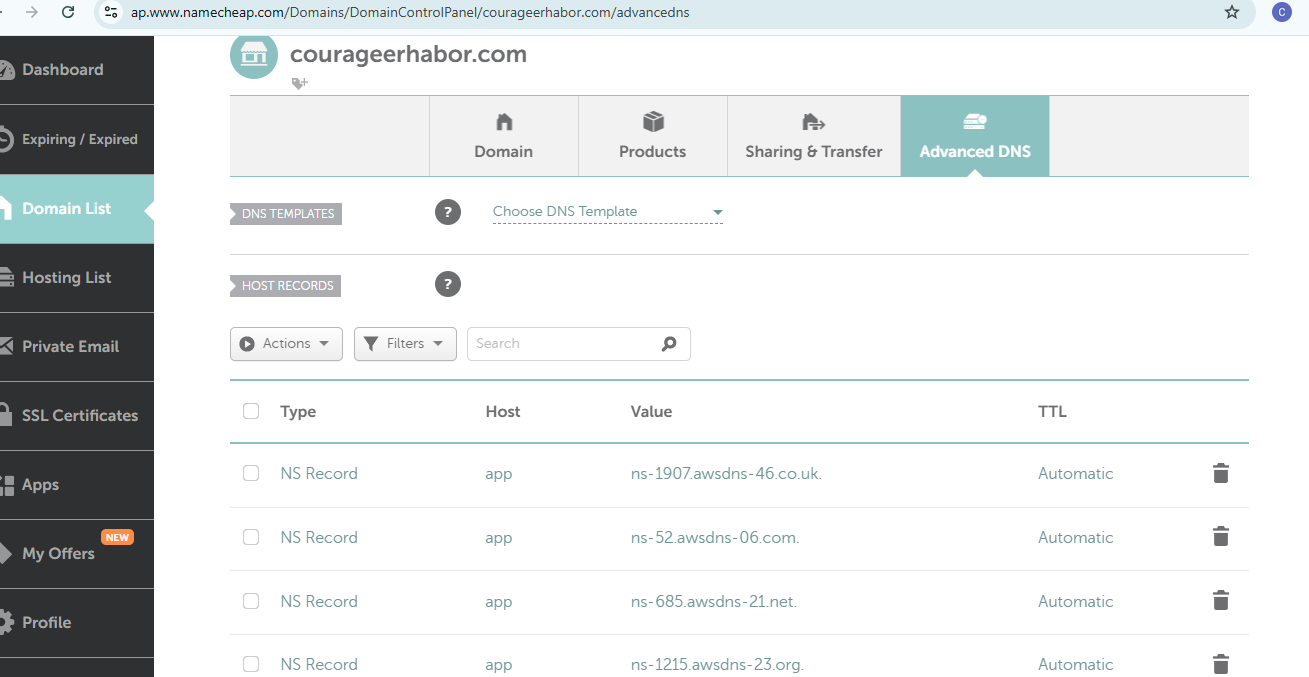 ap.www.namecheap.com/Domains/DomainControlPanel/courageerhabor.com/advancedns
C
Dashboard
Expiring / Expired
Domain List
Hosting List
Private Email
SSL Certificates
Apps
NEW
My Offers
Profile
courageerhabor.com
Domain
Products
Sharing & Transfer
Advanced DNS
DNS TEMPLATES
?
Choose DNS Template
HOST RECORDS
?
Actions
Filters
Search
Type Host Value TTL
NS Record app ns-1907.awsdns-46.co.uk. Automatic
NS Record app ns-52.awsdns-06.com. Automatic
NS Record app ns-685.awsdns-21.net. Automatic
NS Record app ns-1215.awsdns-23.org. Automatic